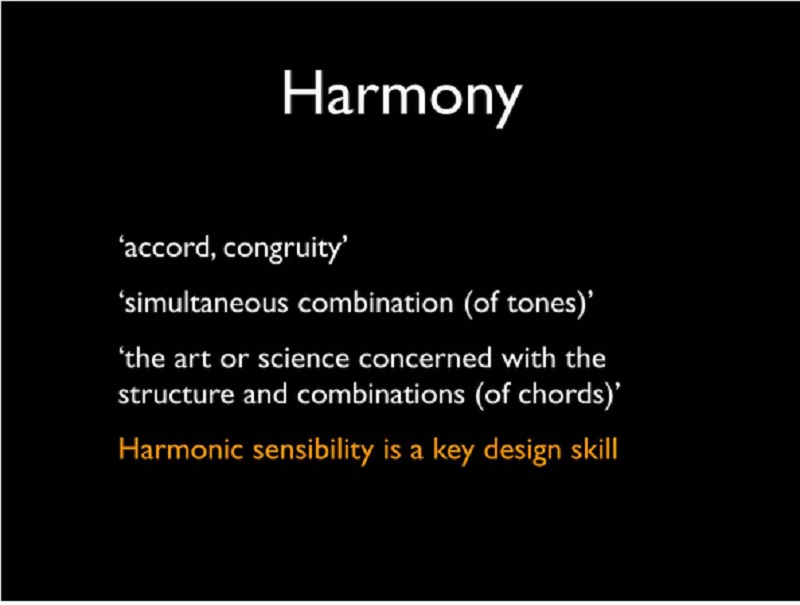 Harmony
‘accord, congruity’
‘simultaneous combination (of tones)’
‘the art or science concerned with the
structure and combinations (of chords)’
Harmonic sensibility is a key design skill